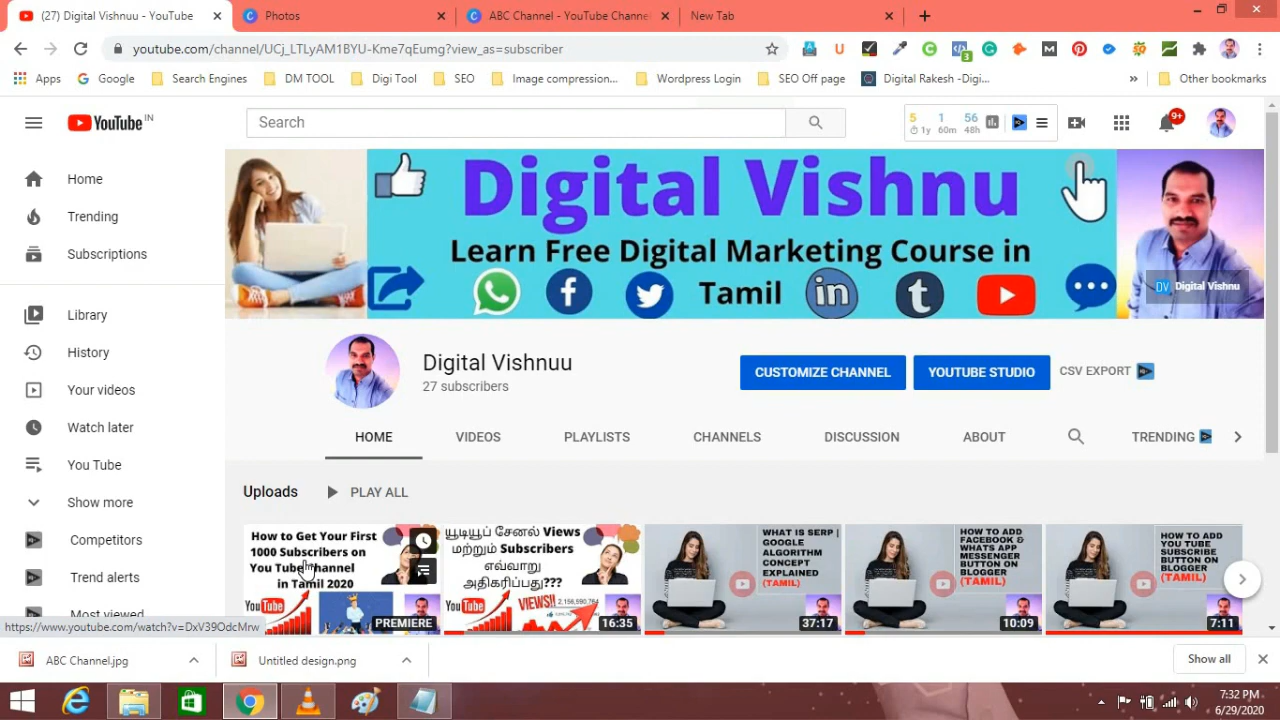 (27) Digital Vishnuu - YouTube
Photos
ABC Channel - YouTube Channe
New Tab
youtube.com/channel/UCj_LTLyAM1BYU-Kme7qEumg?view_as=subscriber
3
Apps
Google
Search Engines
DM TOOL
Digi Tool
SEO
Image compression...
Wordpress Login
SEO Off page
Digital Rakesh -Digi...
Other bookmarks
YouTube IN
Search
5 1 56
1y 60m 48h
9+
Home
Trending
Subscriptions
Library
History
Your videos
Watch later
You Tube
Show more
Competitors
Trend alerts
Most viewed
Digital Vishnu
Learn Free Digital Marketing Course in
Tamil
DV Digital Vishnu
Digital Vishnuu
27 subscribers
CUSTOMIZE CHANNEL
YOUTUBE STUDIO
CSV EXPORT
HOME
VIDEOS
PLAYLISTS
CHANNELS
DISCUSSION
ABOUT
TRENDING
Uploads
PLAY ALL
How to Get Your First
1000 Subscribers on
You Tube Channel
in Tamil 2020
You Tube
PREMIERE
யூடியூப் சேனல் Views
மற்றும் Subscribers
எவ்வாறு
அதிகரிப்பது???
You Tube
VIEWS!!
2,156,590,764
16:35
WHAT IS SERP |
GOOGLE
ALGORITHM
CONCEPT
EXPLAINED
(TAMIL)
37:17
HOW TO ADD
FACEBOOK &
WHATS APP
MESSENGER
BUTTON ON
BLOGGER
(TAMIL)
10:09
HOW TO ADD
YOU TUBE
SUBSCRIBE
BUTTON ON
BLOGGER
(TAMIL)
7:11
https://www.youtube.com/watch?v=DxV39OdcMrw
ABC Channel.jpg
Untitled design.png
Show all
7:32 PM
6/29/2020